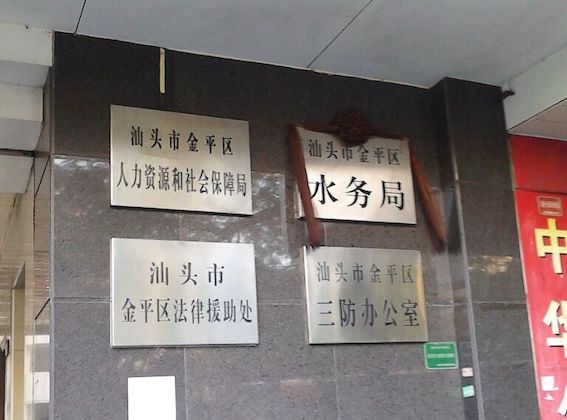 汕头市金平区
人力资源和社会保障局
汕头市金平区
水务局
汕头市
金平区法律援助处
汕头市金平区
三防办公室
中
华